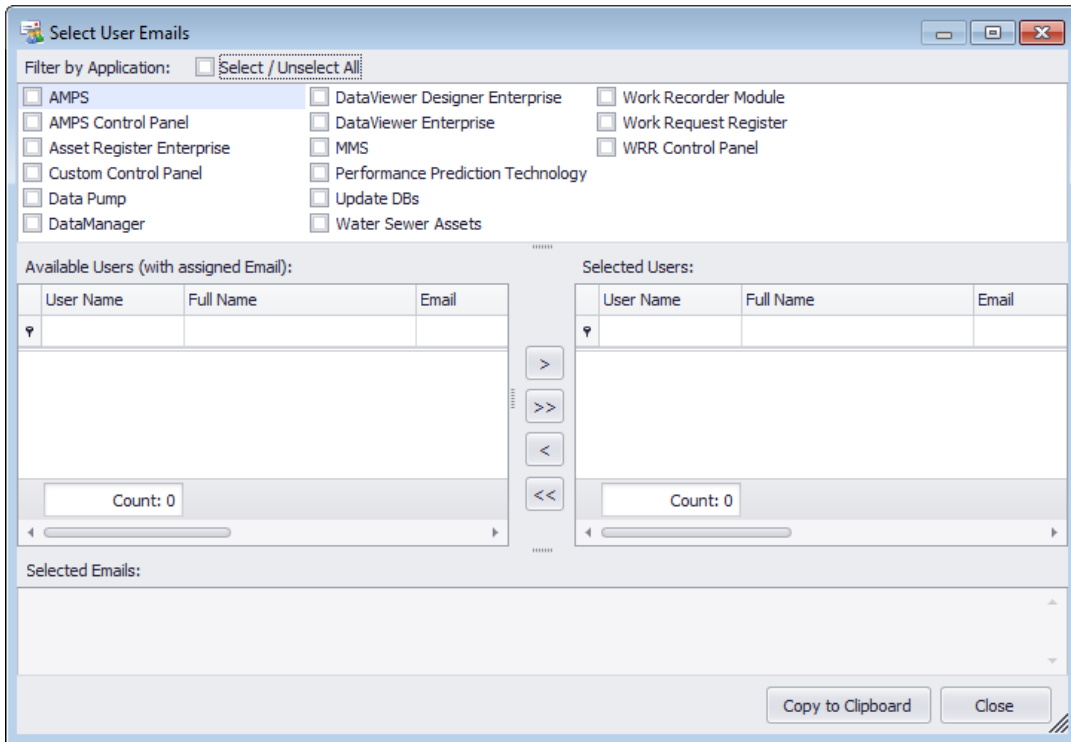 Select User Emails
Filter by Application: Select / Unselect All
AMPS DataViewer Designer Enterprise Work Recorder Module
AMPS Control Panel DataViewer Enterprise Work Request Register
Asset Register Enterprise MMS WRR Control Panel
Custom Control Panel Performance Prediction Technology
Data Pump Update DBs
DataManager Water Sewer Assets
Available Users (with assigned Email): Selected Users:
User Name Full Name Email User Name Full Name Email
>
>>
<
<<
Count: 0 Count: 0
Selected Emails:
Copy to Clipboard Close